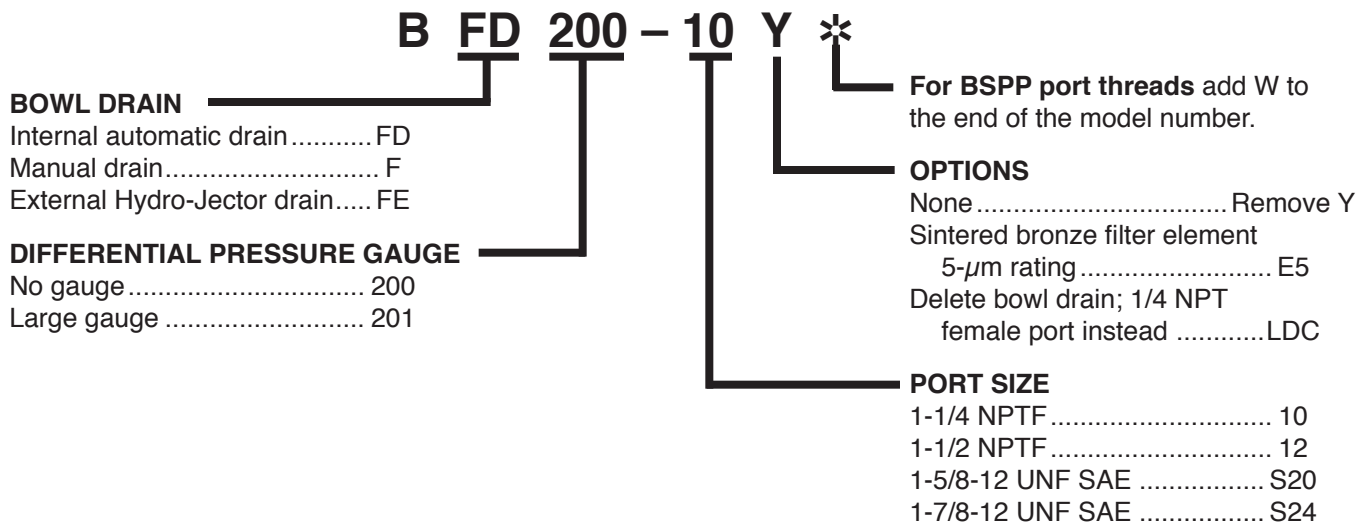 B FD 200 – 10 Y ✲
BOWL DRAIN
Internal automatic drain........... FD
Manual drain............................. F
External Hydro-Jector drain..... FE
DIFFERENTIAL PRESSURE GAUGE
No gauge................................ 200
Large gauge ........................... 201
For BSPP port threads add W to
the end of the model number.
OPTIONS
None.................................. Remove Y
Sintered bronze filter element
5-µm rating.......................... E5
Delete bowl drain; 1/4 NPT
female port instead ............LDC
PORT SIZE
1-1/4 NPTF.............................. 10
1-1/2 NPTF.............................. 12
1-5/8-12 UNF SAE ................. S20
1-7/8-12 UNF SAE ................. S24